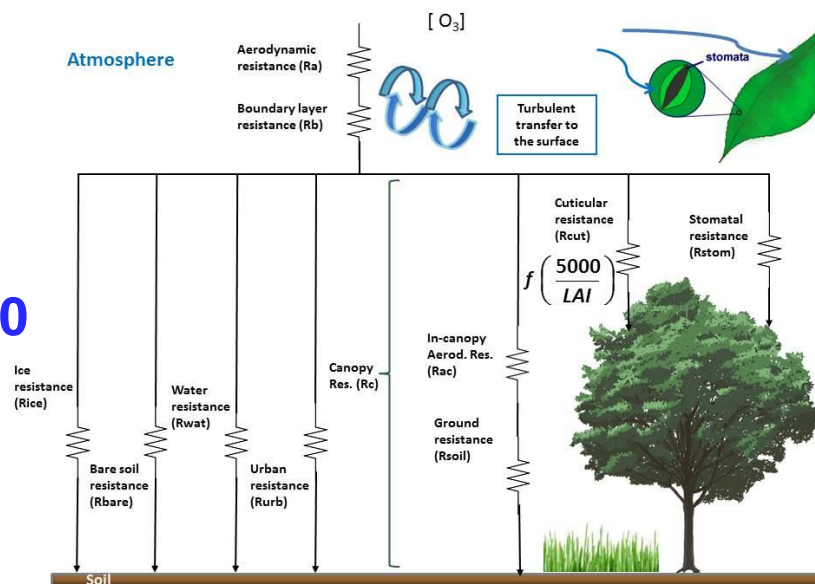 [ O3]
Atmosphere
Aerodynamic
resistance (Ra)
Boundary layer
resistance (Rb)
Turbulent
transfer to
the surface
stomata
Cuticular
resistance
(Rcut)
f ( 5000 / LAI )
Stomatal
resistance
(Rstom)
0
Ice
resistance
(Rice)
Water
resistance
(Rwat)
Bare soil
resistance
(Rbare)
Urban
resistance
(Rurb)
Canopy
Res. (Rc)
In-canopy
Aerod. Res.
(Rac)
Ground
resistance
(Rsoil)
Soil